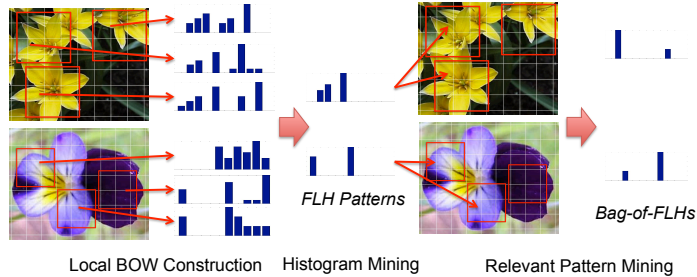 FLH Patterns
Bag-of-FLHs
Local BOW Construction
Histogram Mining
Relevant Pattern Mining